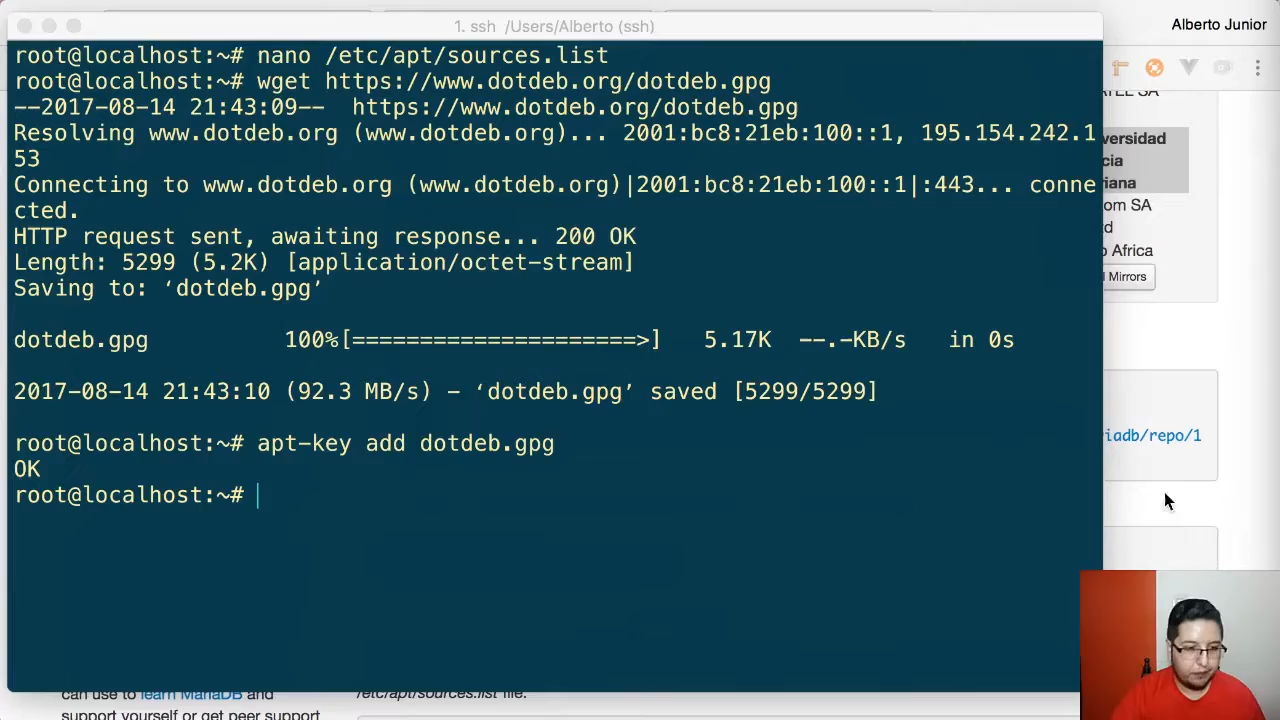 1. ssh /Users/Alberto (ssh)
Alberto Junior
root@localhost:~# nano /etc/apt/sources.list
root@localhost:~# wget https://www.dotdeb.org/dotdeb.gpg
--2017-08-14 21:43:09-- https://www.dotdeb.org/dotdeb.gpg
Resolving www.dotdeb.org (www.dotdeb.org)... 2001:bc8:21eb:100::1, 195.154.242.1
53
Connecting to www.dotdeb.org (www.dotdeb.org)|2001:bc8:21eb:100::1|:443... conne
cted.
HTTP request sent, awaiting response... 200 OK
Length: 5299 (5.2K) [application/octet-stream]
Saving to: ‘dotdeb.gpg’
dotdeb.gpg 100%[=====================>] 5.17K --.-KB/s in 0s
2017-08-14 21:43:10 (92.3 MB/s) - ‘dotdeb.gpg’ saved [5299/5299]
root@localhost:~# apt-key add dotdeb.gpg
OK
root@localhost:~#
versidad
cia
riana
om SA
d
Africa
Mirrors
iadb/repo/1
can use to learn MariaDB and
support yourself or get peer support
/etc/apt/sources.list file.